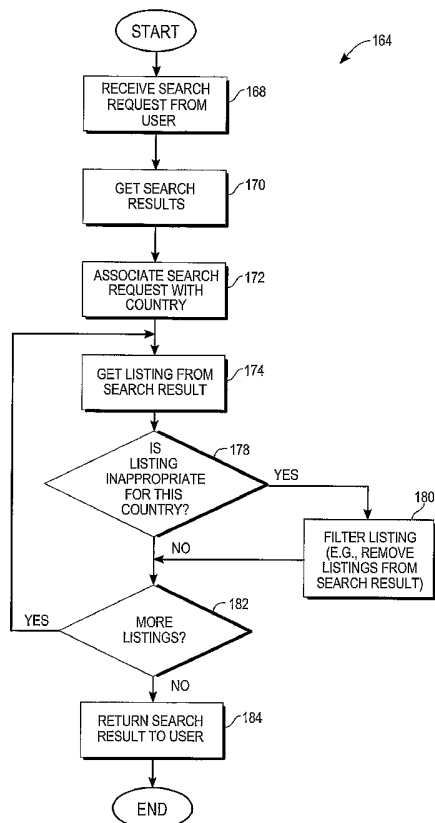 START
164
RECEIVE SEARCH
REQUEST FROM
USER
168
GET SEARCH
RESULTS
170
ASSOCIATE SEARCH
REQUEST WITH
COUNTRY
172
GET LISTING FROM
SEARCH RESULT
174
IS
LISTING
INAPPROPRIATE
FOR THIS
COUNTRY?
178
YES
180
FILTER LISTING
(E.G., REMOVE
LISTINGS FROM
SEARCH RESULT)
NO
182
YES
MORE
LISTINGS?
NO
RETURN SEARCH
RESULT TO USER
184
END